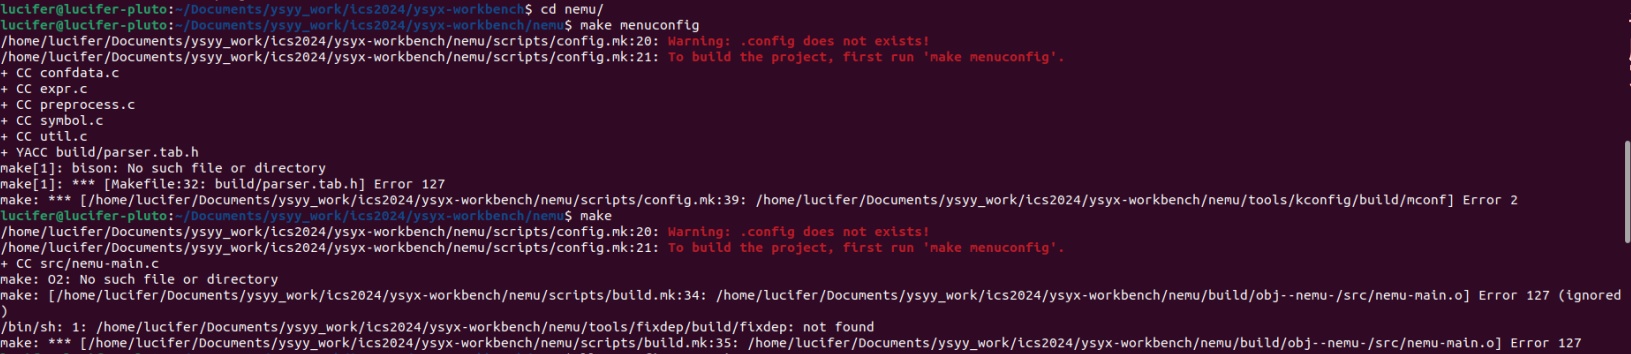 lucifer@lucifer-pluto:~/Documents/ysyy_work/ics2024/ysyx-workbench$ cd nemu/
lucifer@lucifer-pluto:~/Documents/ysyy_work/ics2024/ysyx-workbench/nemu$ make menuconfig
/home/lucifer/Documents/ysyy_work/ics2024/ysyx-workbench/nemu/scripts/config.mk:20: Warning: .config does not exists!
/home/lucifer/Documents/ysyy_work/ics2024/ysyx-workbench/nemu/scripts/config.mk:21: To build the project, first run 'make menuconfig'.
+ CC confdata.c
+ CC expr.c
+ CC preprocess.c
+ CC symbol.c
+ CC util.c
+ YACC build/parser.tab.h
make[1]: bison: No such file or directory
make[1]: *** [Makefile:32: build/parser.tab.h] Error 127
make: *** [/home/lucifer/Documents/ysyy_work/ics2024/ysyx-workbench/nemu/scripts/config.mk:39: /home/lucifer/Documents/ysyy_work/ics2024/ysyx-workbench/nemu/tools/kconfig/build/mconf] Error 2
lucifer@lucifer-pluto:~/Documents/ysyy_work/ics2024/ysyx-workbench/nemu$ make
/home/lucifer/Documents/ysyy_work/ics2024/ysyx-workbench/nemu/scripts/config.mk:20: Warning: .config does not exists!
/home/lucifer/Documents/ysyy_work/ics2024/ysyx-workbench/nemu/scripts/config.mk:21: To build the project, first run 'make menuconfig'.
+ CC src/nemu-main.c
make: O2: No such file or directory
make: [/home/lucifer/Documents/ysyy_work/ics2024/ysyx-workbench/nemu/scripts/build.mk:34: /home/lucifer/Documents/ysyy_work/ics2024/ysyx-workbench/nemu/build/obj--nemu-/src/nemu-main.o] Error 127 (ignored
)
/bin/sh: 1: /home/lucifer/Documents/ysyy_work/ics2024/ysyx-workbench/nemu/tools/fixdep/build/fixdep: not found
make: *** [/home/lucifer/Documents/ysyy_work/ics2024/ysyx-workbench/nemu/scripts/build.mk:35: /home/lucifer/Documents/ysyy_work/ics2024/ysyx-workbench/nemu/build/obj--nemu-/src/nemu-main.o] Error 127